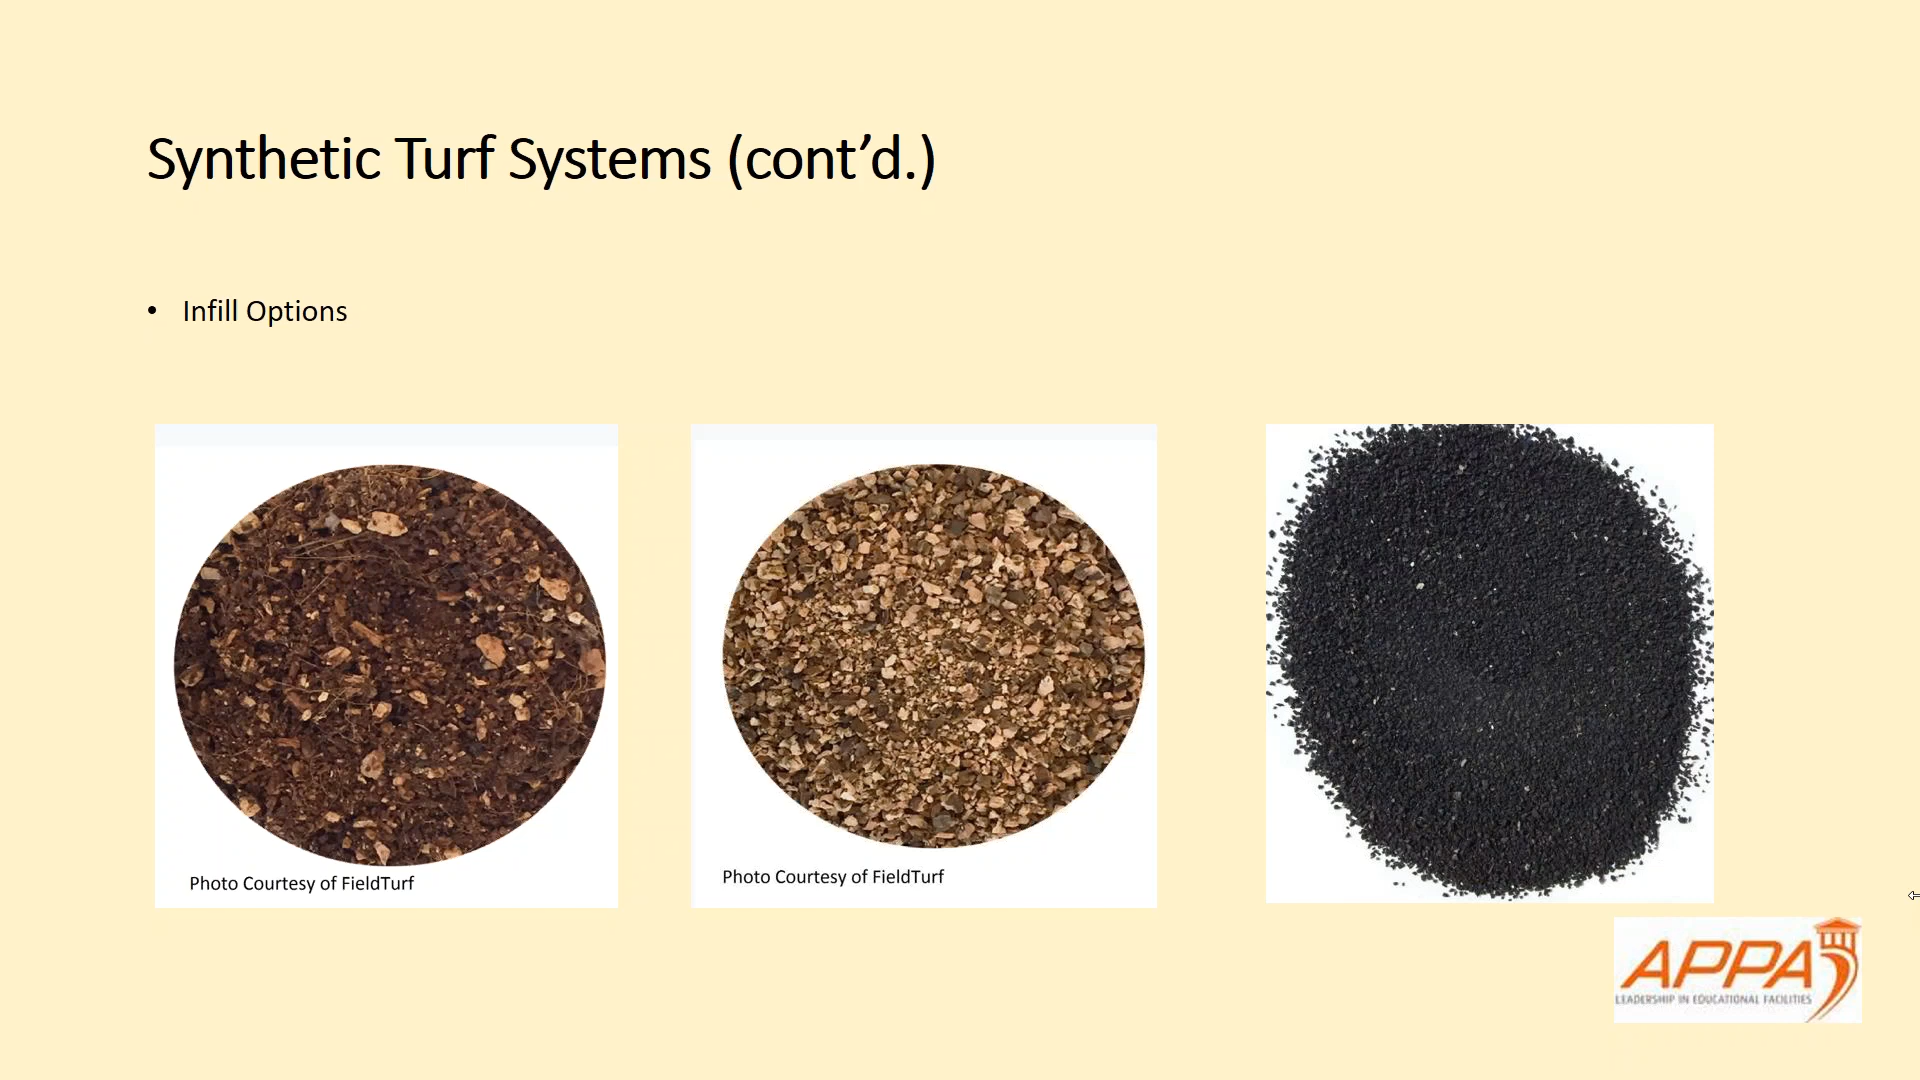 Synthetic Turf Systems (cont’d.)
• Infill Options
Photo Courtesy of FieldTurf
Photo Courtesy of FieldTurf
APPA
LEADERSHIP IN EDUCATIONAL FACILITIES